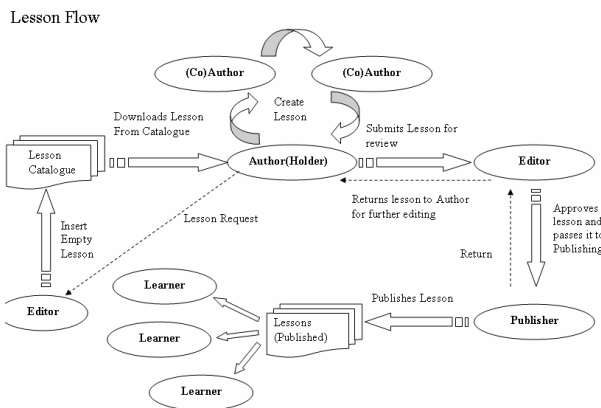 Lesson Flow
(Co)Author
(Co)Author
Create
Lesson
Downloads Lesson
From Catalogue
Submits Lesson for
review
Lesson
Catalogue
Author(Holder)
Editor
Returns lesson to Author
for further editing
Approves
lesson and
passes it to
Publishing
Lesson Request
Insert
Empty
Lesson
Return
Learner
Publishes Lesson
Editor
Lessons
(Published)
Publisher
Learner
Learner